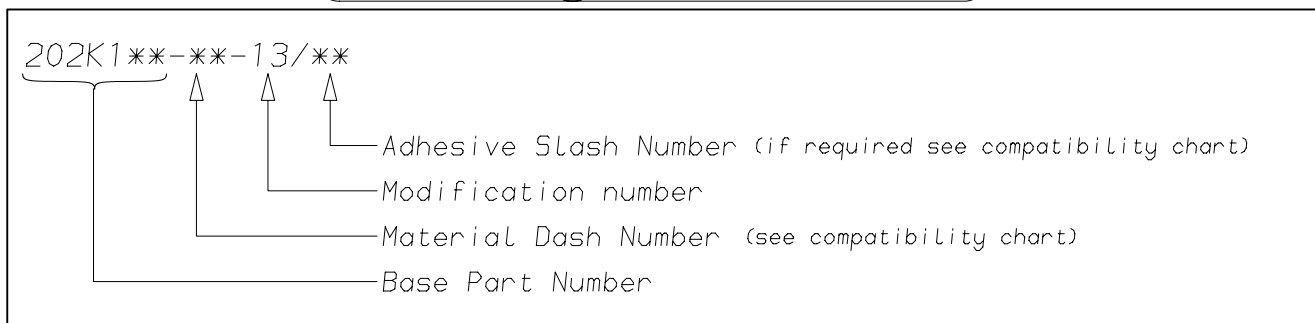 202K1**-**-13/**
Adhesive Slash Number (if required see compatibility chart)
Modification number
Material Dash Number (see compatibility chart)
Base Part Number